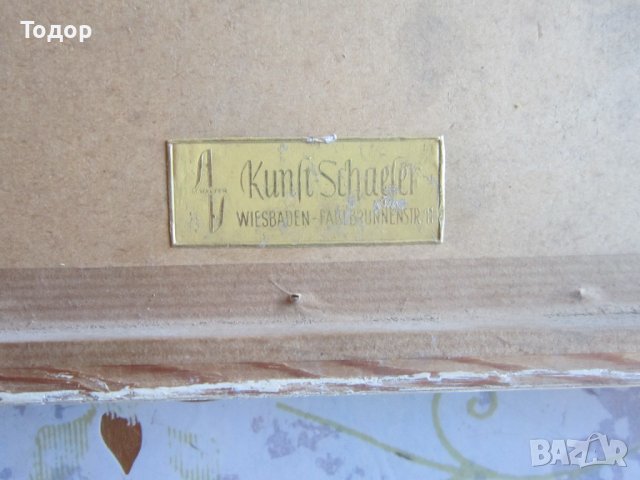 Тодор
Kunst-Schaefer
WIESBADEN-FAULBRUNNENSTR.
BAZAR